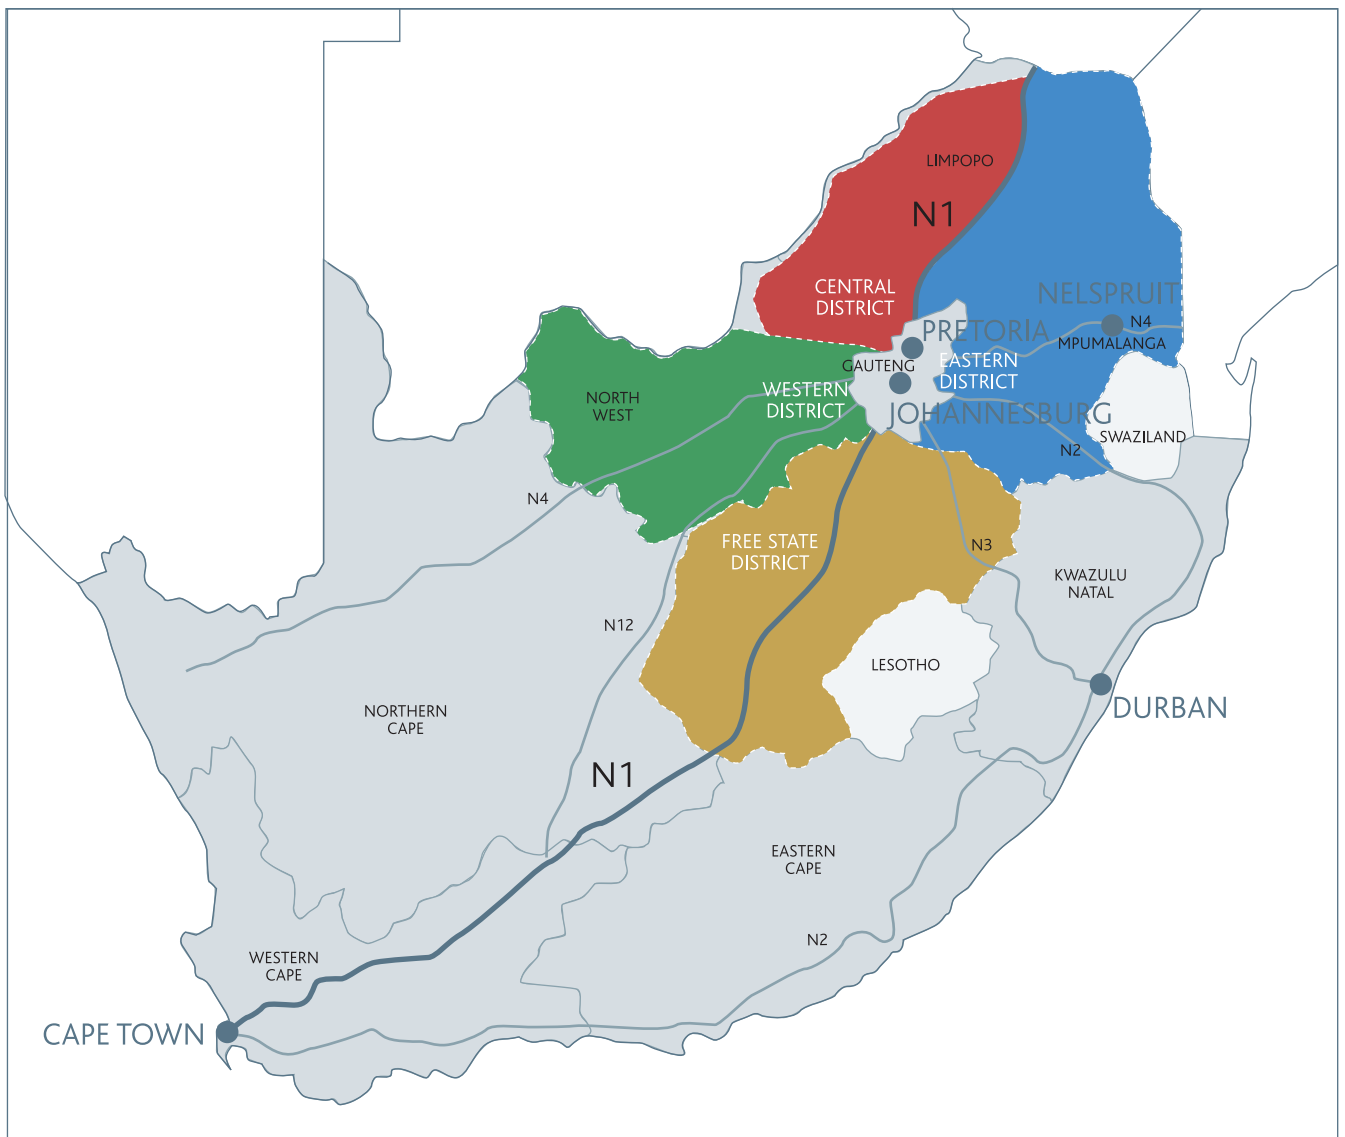 LIMPOPO
N1
CENTRAL
DISTRICT
NELSPRUIT
N4
MPUMALANGA
PRETORIA
GAUTENG
EASTERN
DISTRICT
WESTERN
DISTRICT
NORTH
WEST
JOHANNESBURG
SWAZILAND
N2
N4
FREE STATE
DISTRICT
N3
KWAZULU
NATAL
N12
LESOTHO
DURBAN
NORTHERN
CAPE
N1
EASTERN
CAPE
N2
WESTERN
CAPE
CAPE TOWN